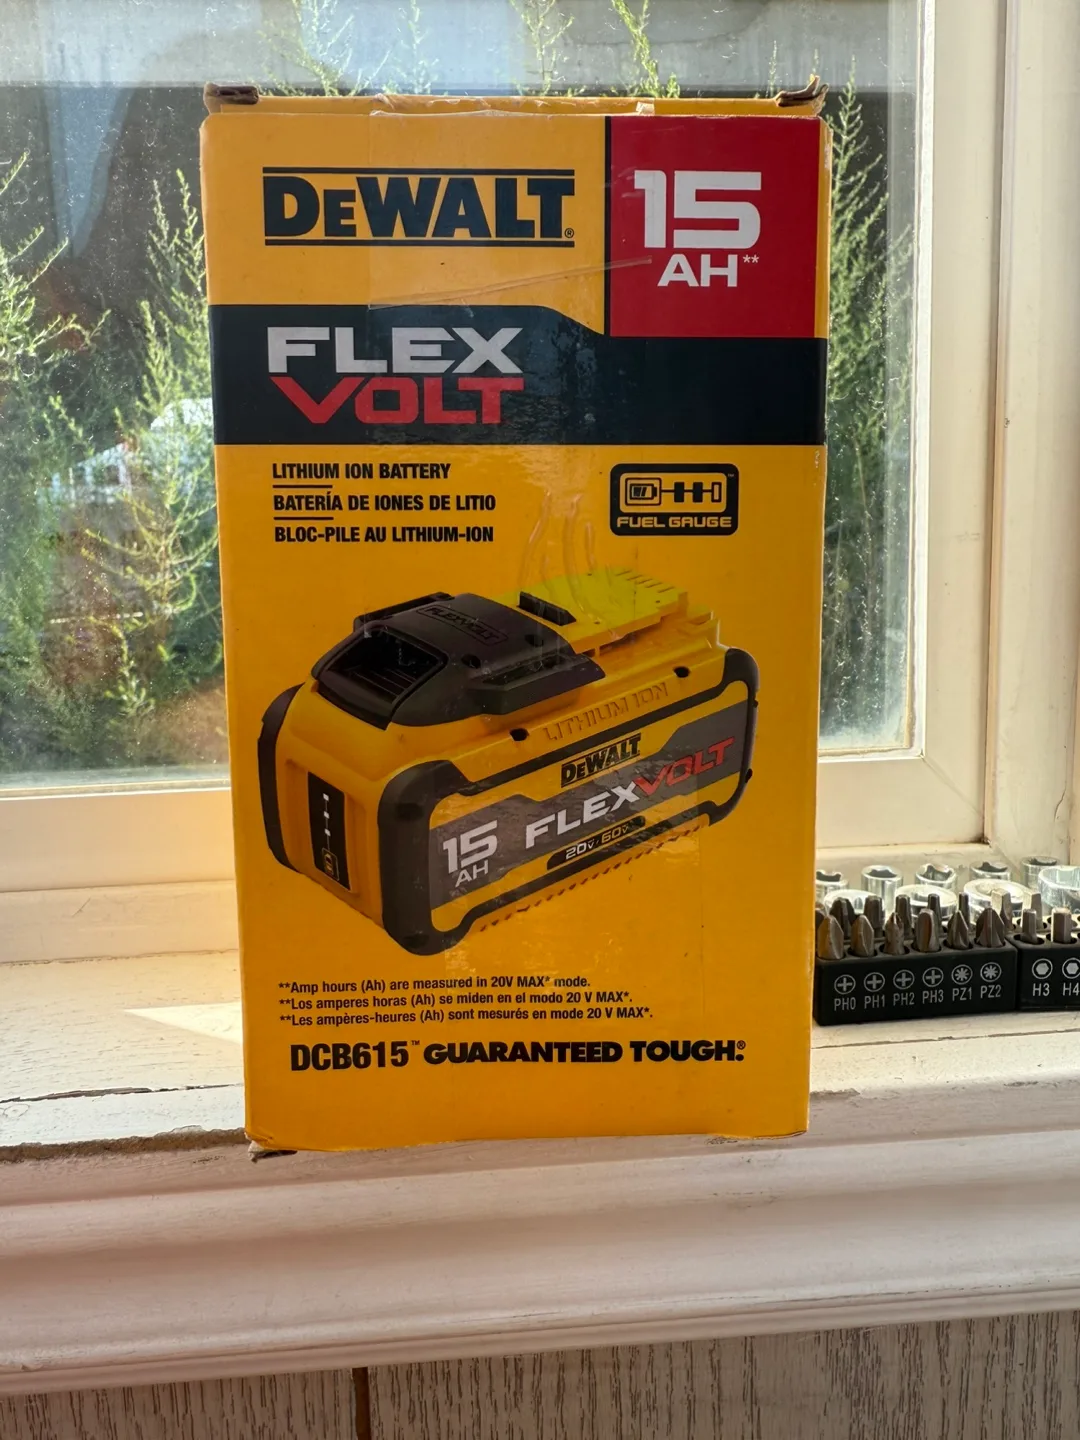 DEWALT®
15
AH**
FLEX
VOLT
LITHIUM ION BATTERY
BATERÍA DE IONES DE LITIO
BLOC-PILE AU LITHIUM-ION
FUEL GAUGE™
FLEXVOLT
LITHIUM ION
DEWALT
15
AH
FLEXVOLT
20V/60V
**Amp hours (Ah) are measured in 20V MAX* mode.
**Los amperes horas (Ah) se miden en el modo 20 V MAX*.
**Les ampères-heures (Ah) sont mesurés en mode 20 V MAX*.
DCB615™ GUARANTEED TOUGH.®
PH0 PH1 PH2 PH3 PZ1 PZ2
H3 H4